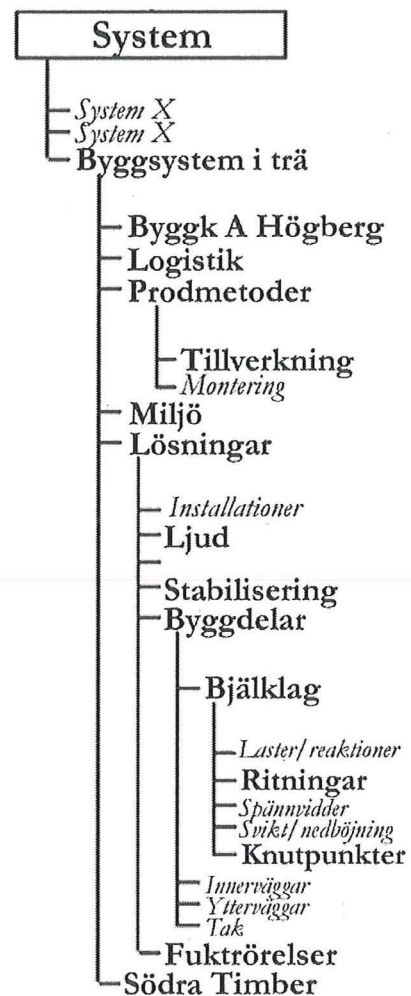 System
System X
System X
Byggsystem i trä
Byggk A Högberg
Logistik
Prodmetoder
Tillverkning
Montering
Miljö
Lösningar
Installationer
Ljud
Stabilisering
Byggdelar
Bjälklag
Laster/reaktioner
Ritningar
Spännvidder
Svikt/nedböjning
Knutpunkter
Innerväggar
Ytterväggar
Tak
Fuktrörelser
Södra Timber